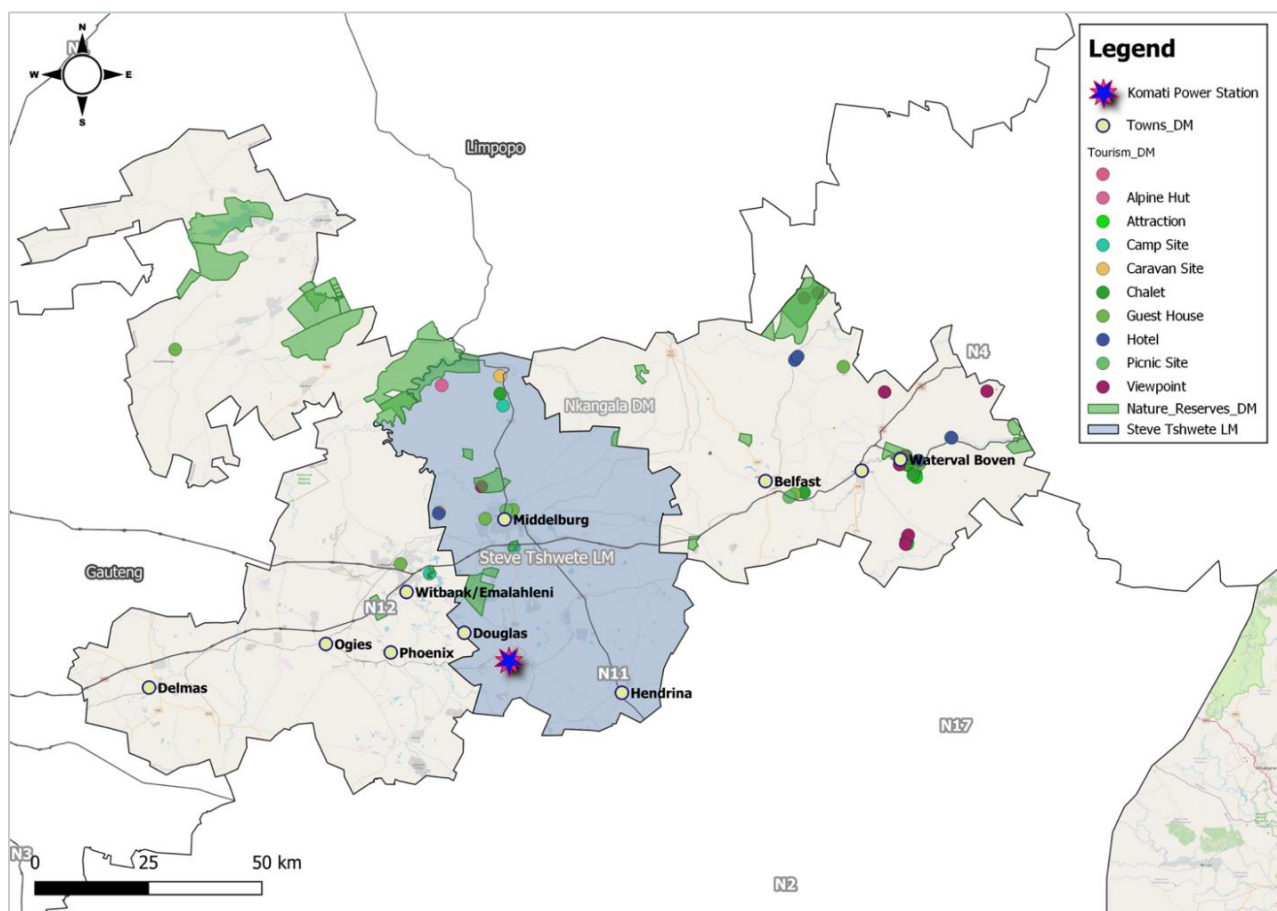 N
W
E
S
Limpopo
Nkangala DM
N4
Waterval Boven
Belfast
Middelburg
Steve Tshwete LM
Gauteng
Witbank/Emalahleni
N12
Douglas
Ogies
Phoenix
N11
Hendrina
Delmas
N17
N3
0 25 50 km
N2
Legend
Komati Power Station
Towns_DM
Tourism_DM
Alpine Hut
Attraction
Camp Site
Caravan Site
Chalet
Guest House
Hotel
Picnic Site
Viewpoint
Nature_Reserves_DM
Steve Tshwete LM